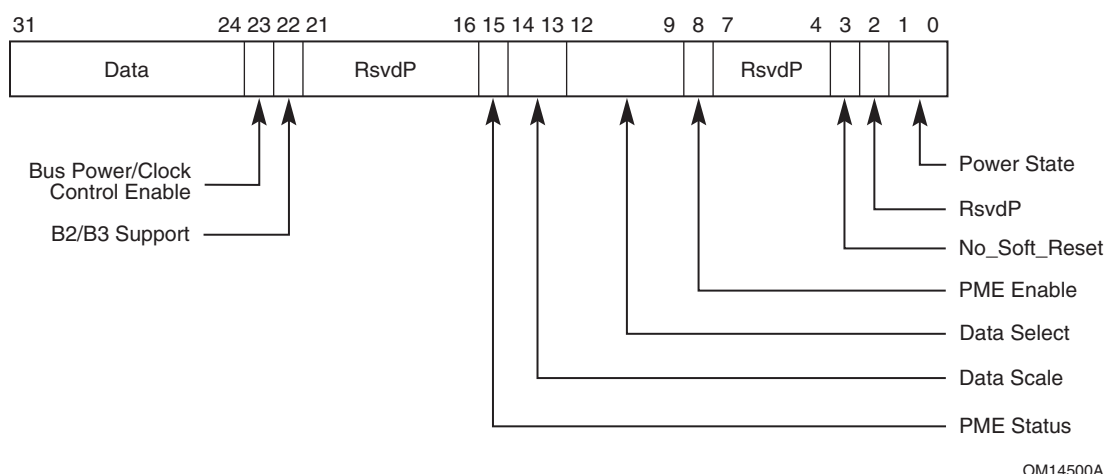 31 24 23 22 21 16 15 14 13 12 9 8 7 4 3 2 1 0
Data RsvdP RsvdP
Bus Power/Clock
Control Enable
B2/B3 Support
Power State
RsvdP
No_Soft_Reset
PME Enable
Data Select
Data Scale
PME Status
OM14500A